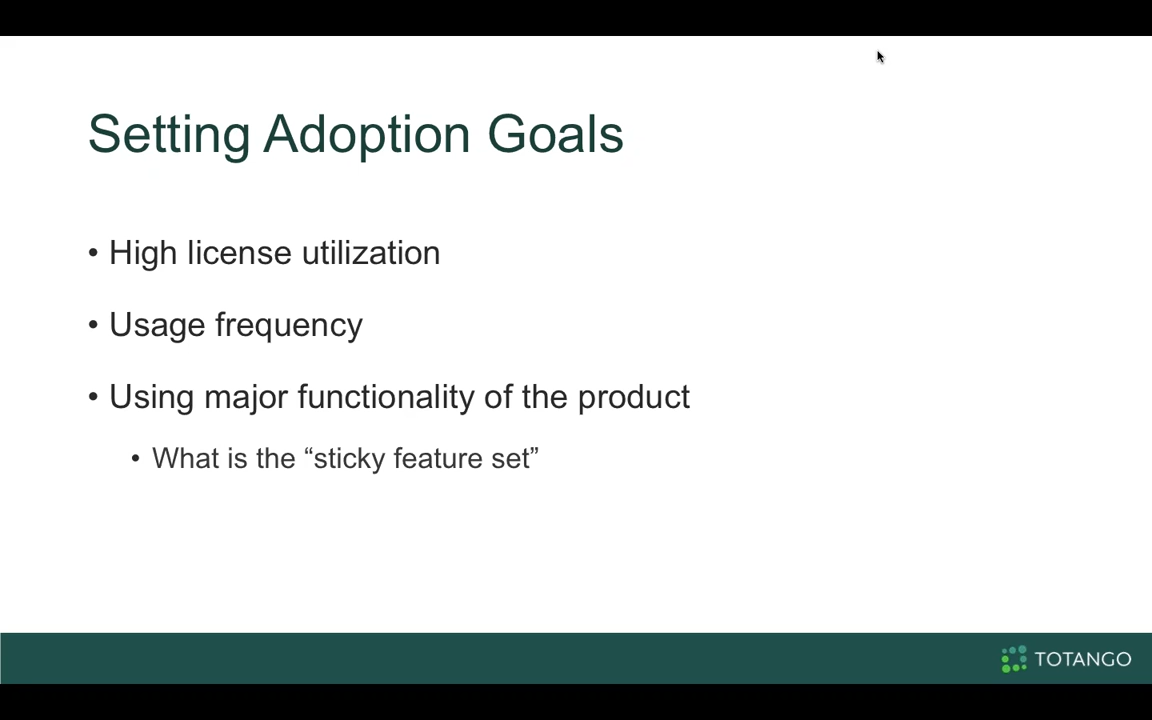 Setting Adoption Goals
• High license utilization
• Usage frequency
• Using major functionality of the product
• What is the “sticky feature set”
TOTANGO